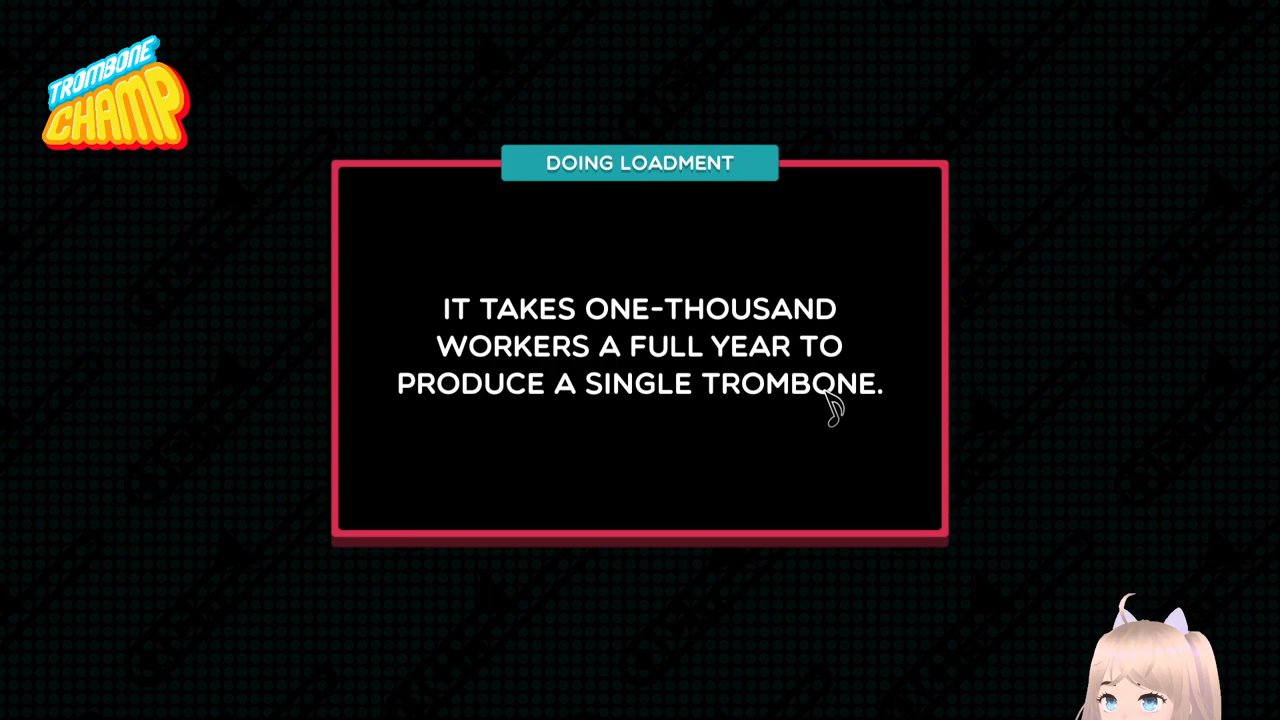 TROMBONE
CHAMP
DOING LOADMENT
IT TAKES ONE-THOUSAND
WORKERS A FULL YEAR TO
PRODUCE A SINGLE TROMBONE.